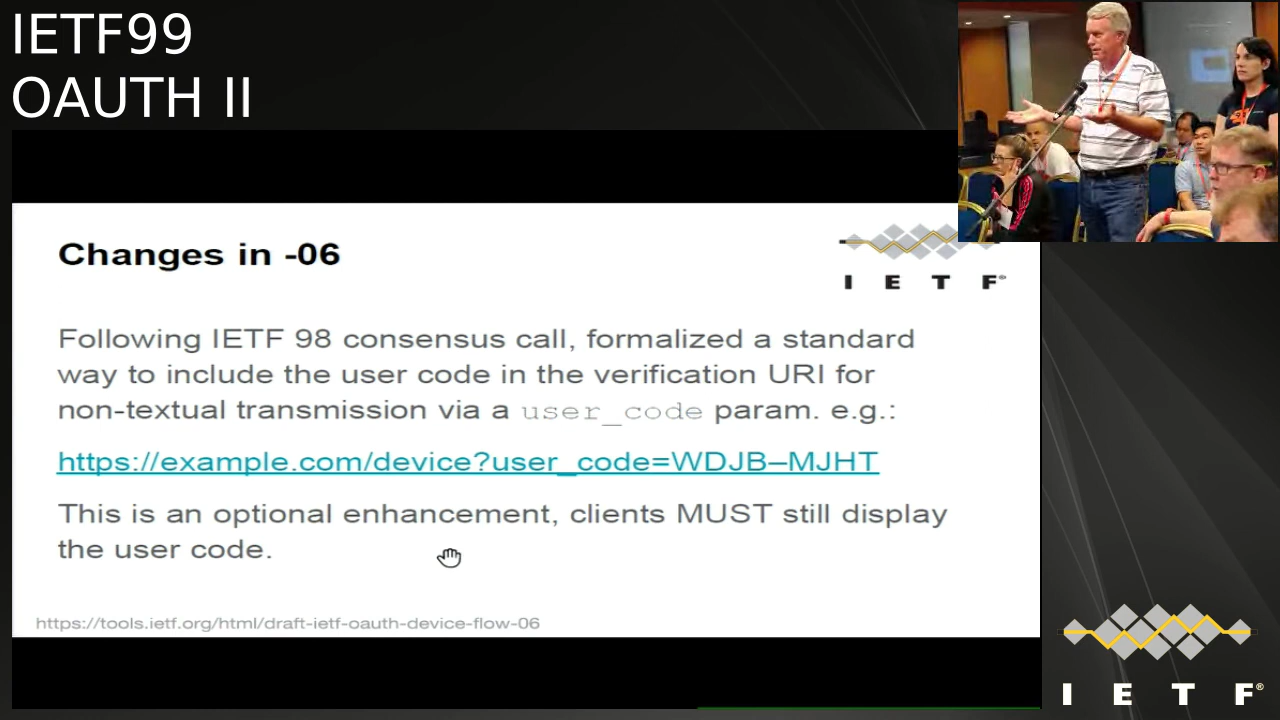 IETF99
OAUTH II
Changes in -06
I E T F®
Following IETF 98 consensus call, formalized a standard
way to include the user code in the verification URI for
non-textual transmission via a user_code param. e.g.:
https://example.com/device?user_code=WDJB–MJHT
This is an optional enhancement, clients MUST still display
the user code.
https://tools.ietf.org/html/draft-ietf-oauth-device-flow-06
I E T F®